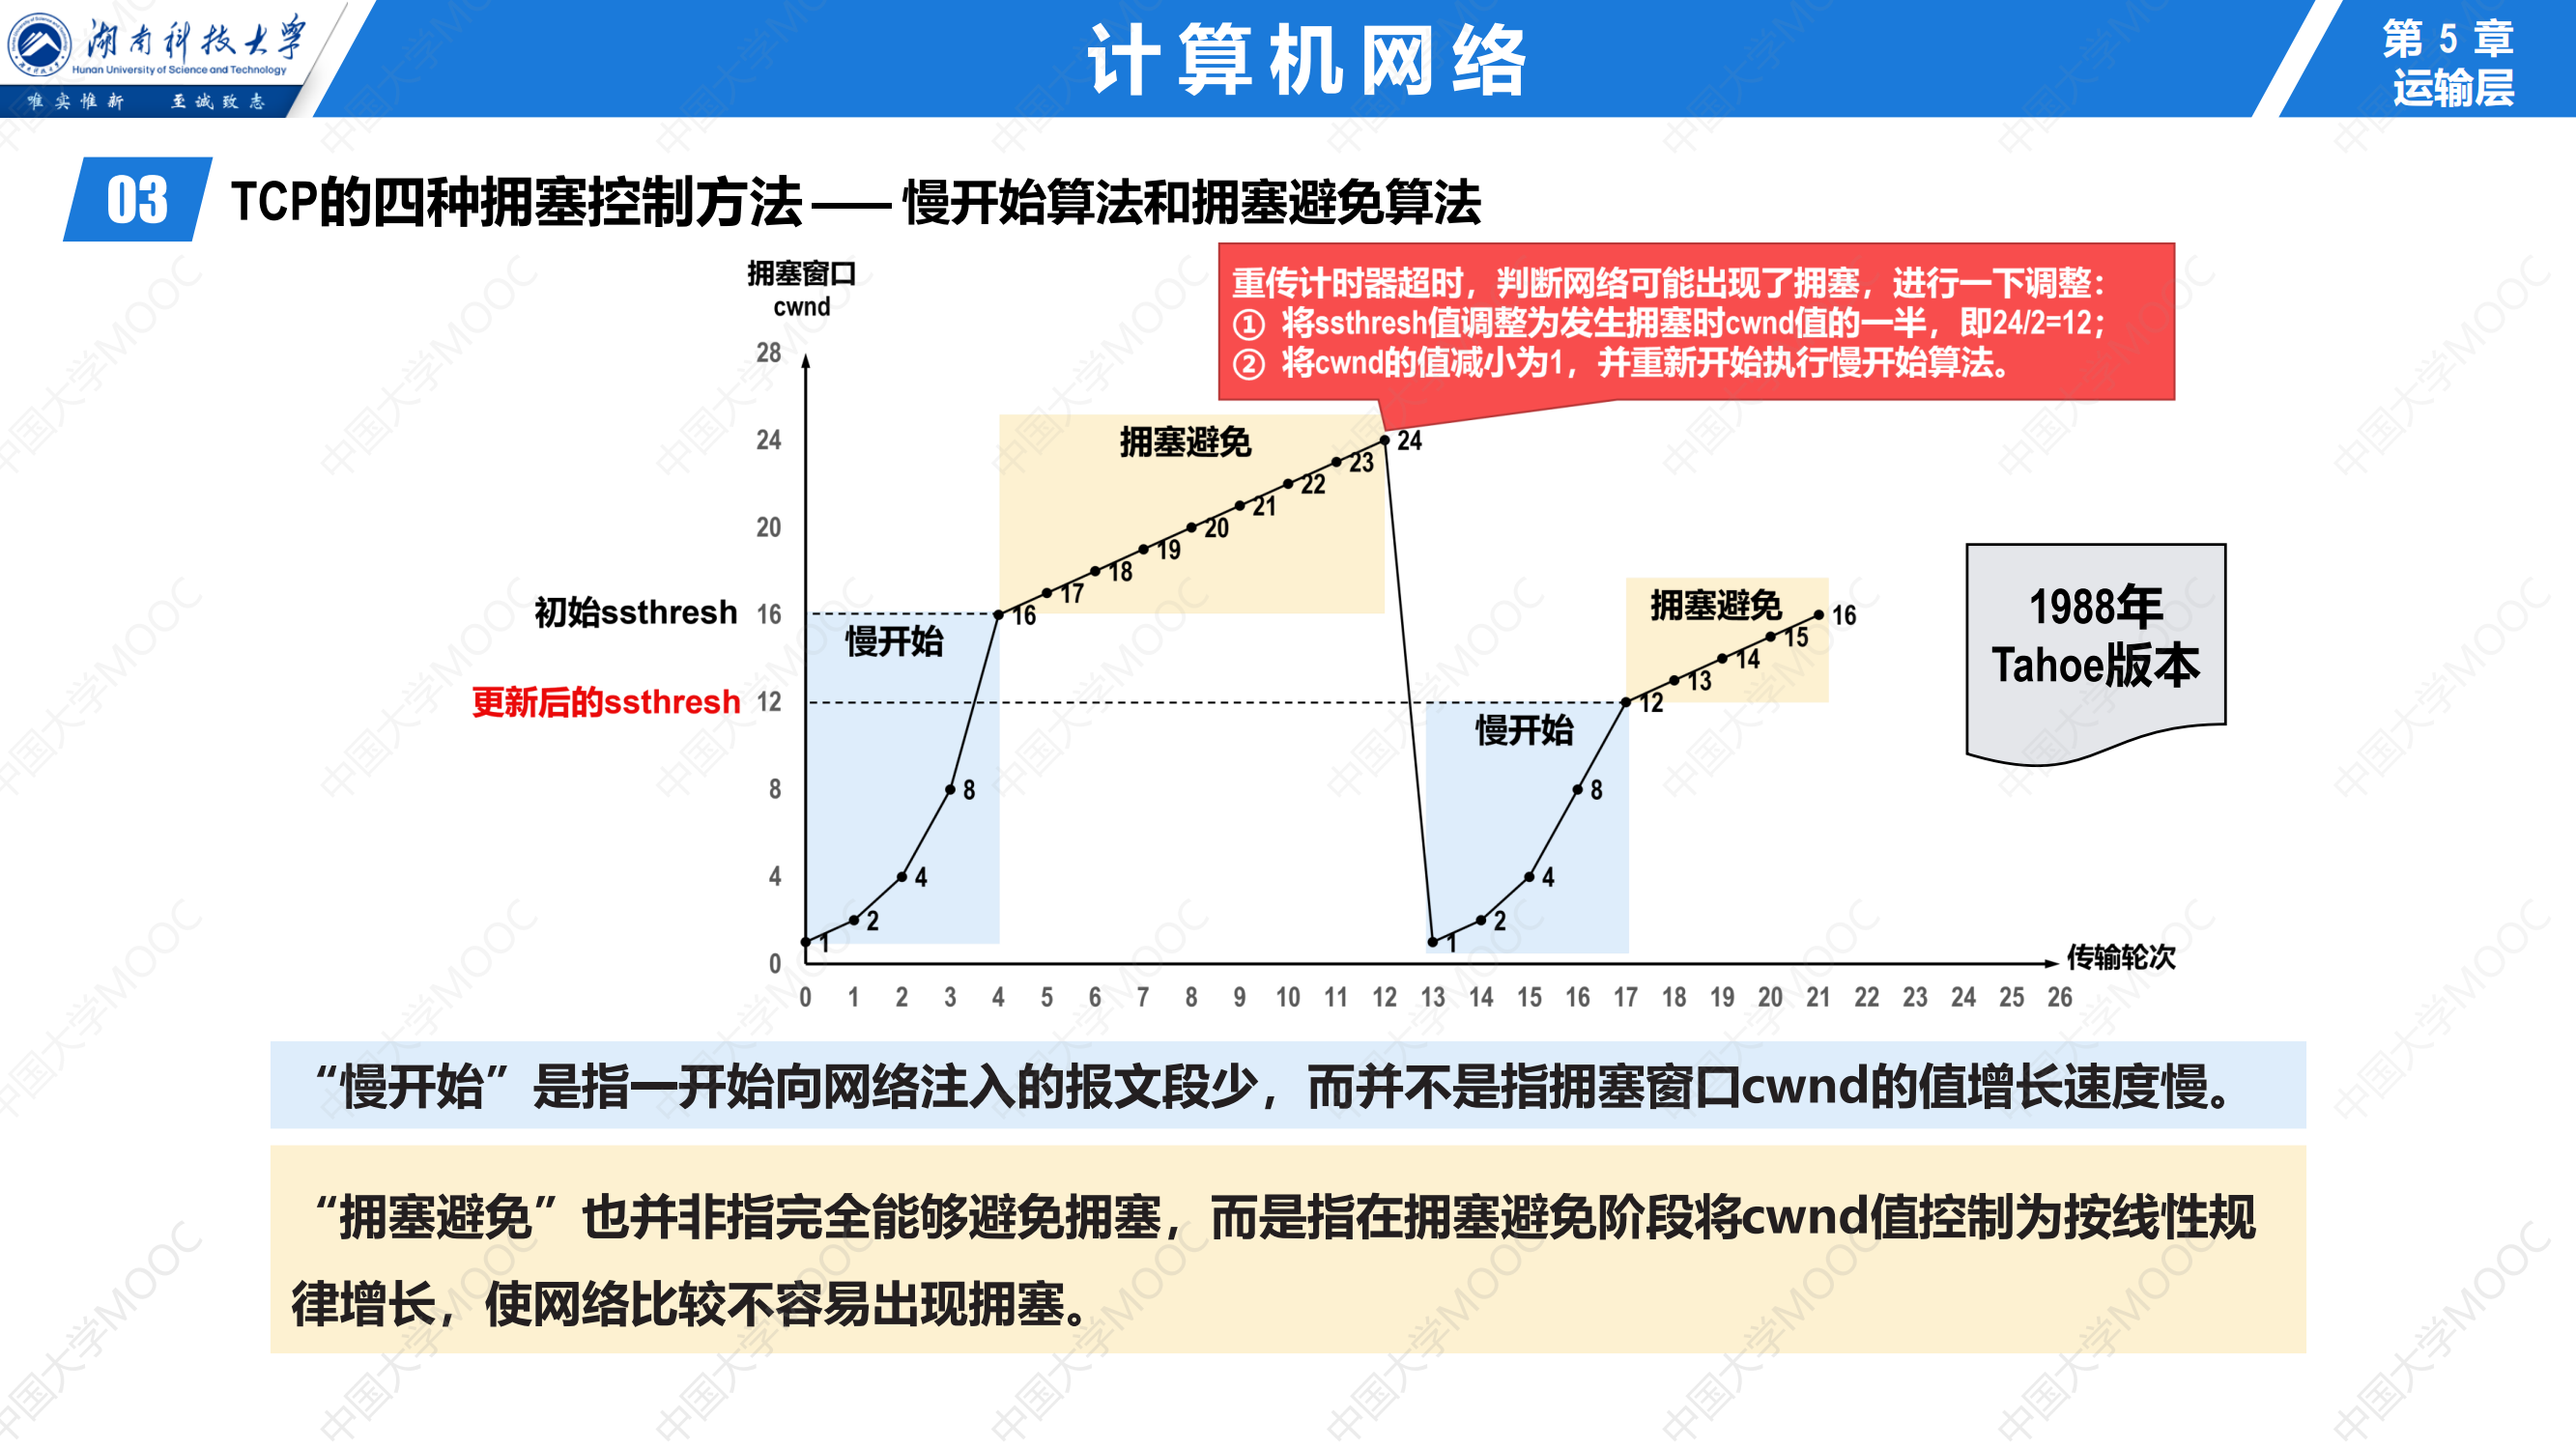 湖南科技大学
Hunan University of Science and Technology
唯实惟新 至诚致志
计算机网络
第 5 章
运输层
03
TCP的四种拥塞控制方法 —— 慢开始算法和拥塞避免算法
拥塞窗口
cwnd
重传计时器超时，判断网络可能出现了拥塞，进行一下调整：
① 将ssthresh值调整为发生拥塞时cwnd值的一半，即24/2=12；
② 将cwnd的值减小为1，并重新开始执行慢开始算法。
28
24
20
初始ssthresh 16
更新后的ssthresh 12
8
4
0
慢开始
1
2
4
8
16
拥塞避免
17
18
19
20
21
22
23
24
慢开始
1
2
4
8
12
拥塞避免
13
14
15
16
1988年
Tahoe版本
传输轮次
0 1 2 3 4 5 6 7 8 9 10 11 12 13 14 15 16 17 18 19 20 21 22 23 24 25 26
“慢开始”是指一开始向网络注入的报文段少，而并不是指拥塞窗口cwnd的值增长速度慢。
“拥塞避免”也并非指完全能够避免拥塞，而是指在拥塞避免阶段将cwnd值控制为按线性规
律增长，使网络比较不容易出现拥塞。
中国大学MOOC